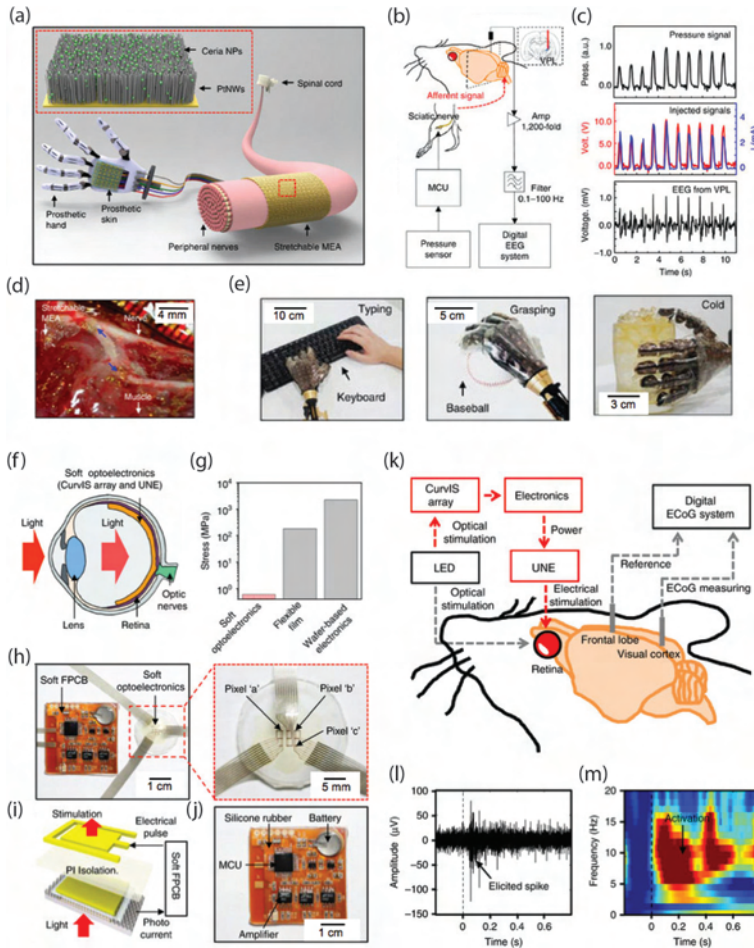 (a)
Ceria NPs
PtNWs
Spinal cord
Prosthetic
hand
Prosthetic
skin
Peripheral nerves
Stretchable MEA
(b)
VPL
Afferent signal
Sciatic nerve
Amp
1,200-fold
MCU
Filter
0.1–100 Hz
Pressure
sensor
Digital
EEG
system
(c)
Pressure signal
Press. (a.u.)
1.0
0.0
Injected signals
Volt. (V)
10.0
5.0
0.0
4
2
0
EEG from VPL
Voltage. (mV)
1.0
0.0
−1.0
0 2 4 6 8 10
Time (s)
(d)
Stretchable
MEA
Nerve
4 mm
Muscle
(e)
10 cm
Typing
Keyboard
5 cm
Grasping
Baseball
Cold
3 cm
(f)
Soft optoelectronics
(CurvIS array and UNE)
Light
Light
Lens
Retina
Optic
nerves
(g)
Stress (MPa)
10⁵
10⁴
10³
10²
10¹
10⁰
Soft
optoelectronics
Flexible
film
Wafer-based
electronics
(h)
Soft FPCB
Soft
optoelectronics
1 cm
Pixel 'a'
Pixel 'b'
Pixel 'c'
5 mm
(i)
Stimulation
Electrical
pulse
PI Isolation.
Soft FPCB
Light
Photo
current
(j)
Silicone rubber
Battery
MCU
Amplifier
1 cm
(k)
CurvIS
array
Electronics
Digital
ECoG system
Optical
stimulation
Power
LED
UNE
Reference
Optical
stimulation
Electrical
stimulation
ECoG measuring
Frontal lobe
Visual cortex
Retina
(l)
Amplitude (µV)
100
50
0
−50
−100
−150
Elicited spike
0 0.2 0.4 0.6
Time (s)
(m)
Frequency (Hz)
20
15
10
5
0
Activation
0 0.2 0.4 0.6
Time (s)